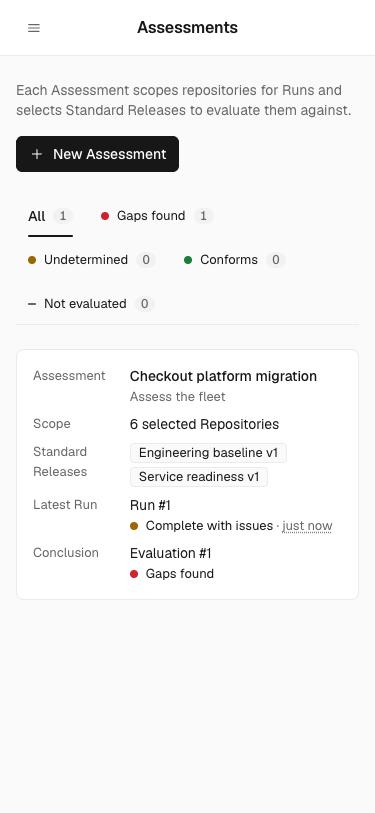 Assessments
Each Assessment scopes repositories for Runs and
selects Standard Releases to evaluate them against.
New Assessment
All 1 Gaps found 1
Undetermined 0 Conforms 0
Not evaluated 0
Assessment Checkout platform migration
Assess the fleet
Scope 6 selected Repositories
Standard Releases Engineering baseline v1
Service readiness v1
Latest Run Run #1
Complete with issues · just now
Conclusion Evaluation #1
Gaps found